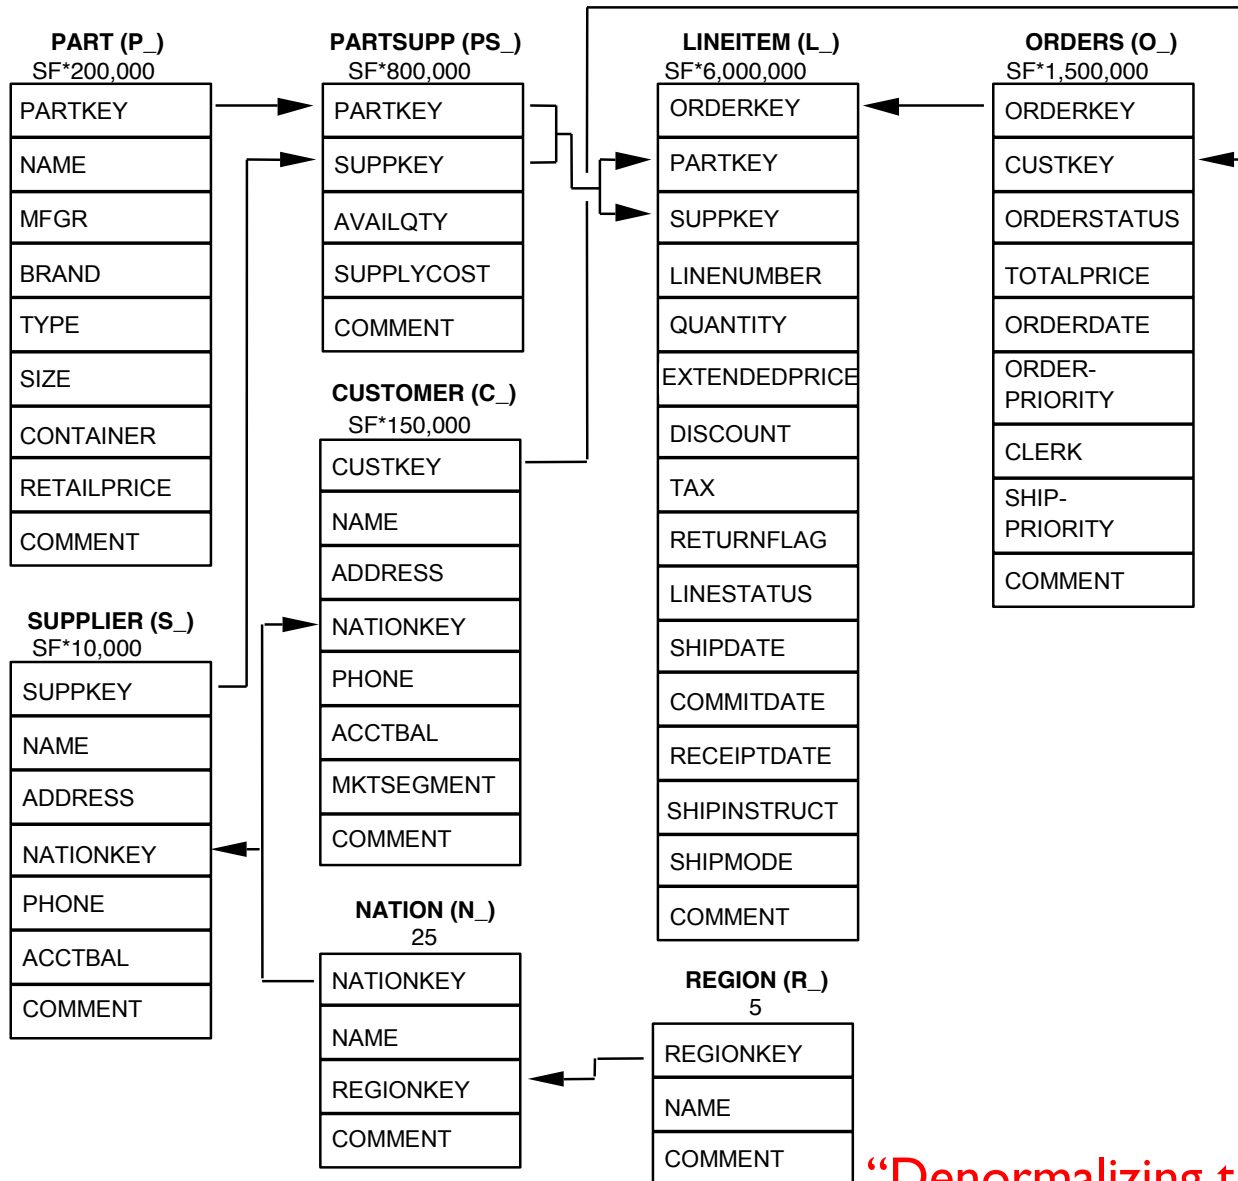 PART (P_)
SF*200,000
PARTKEY
NAME
MFGR
BRAND
TYPE
SIZE
CONTAINER
RETAILPRICE
COMMENT
SUPPLIER (S_)
SF*10,000
SUPPKEY
NAME
ADDRESS
NATIONKEY
PHONE
ACCTBAL
COMMENT
PARTSUPP (PS_)
SF*800,000
PARTKEY
SUPPKEY
AVAILQTY
SUPPLYCOST
COMMENT
CUSTOMER (C_)
SF*150,000
CUSTKEY
NAME
ADDRESS
NATIONKEY
PHONE
ACCTBAL
MKTSEGMENT
COMMENT
NATION (N_)
25
NATIONKEY
NAME
REGIONKEY
COMMENT
LINEITEM (L_)
SF*6,000,000
ORDERKEY
PARTKEY
SUPPKEY
LINENUMBER
QUANTITY
EXTENDEDPRICE
DISCOUNT
TAX
RETURNFLAG
LINESTATUS
SHIPDATE
COMMITDATE
RECEIPTDATE
SHIPINSTRUCT
SHIPMODE
COMMENT
REGION (R_)
5
REGIONKEY
NAME
COMMENT
ORDERS (O_)
SF*1,500,000
ORDERKEY
CUSTKEY
ORDERSTATUS
TOTALPRICE
ORDERDATE
ORDER-
PRIORITY
CLERK
SHIP-
PRIORITY
COMMENT
“Denormalizing t